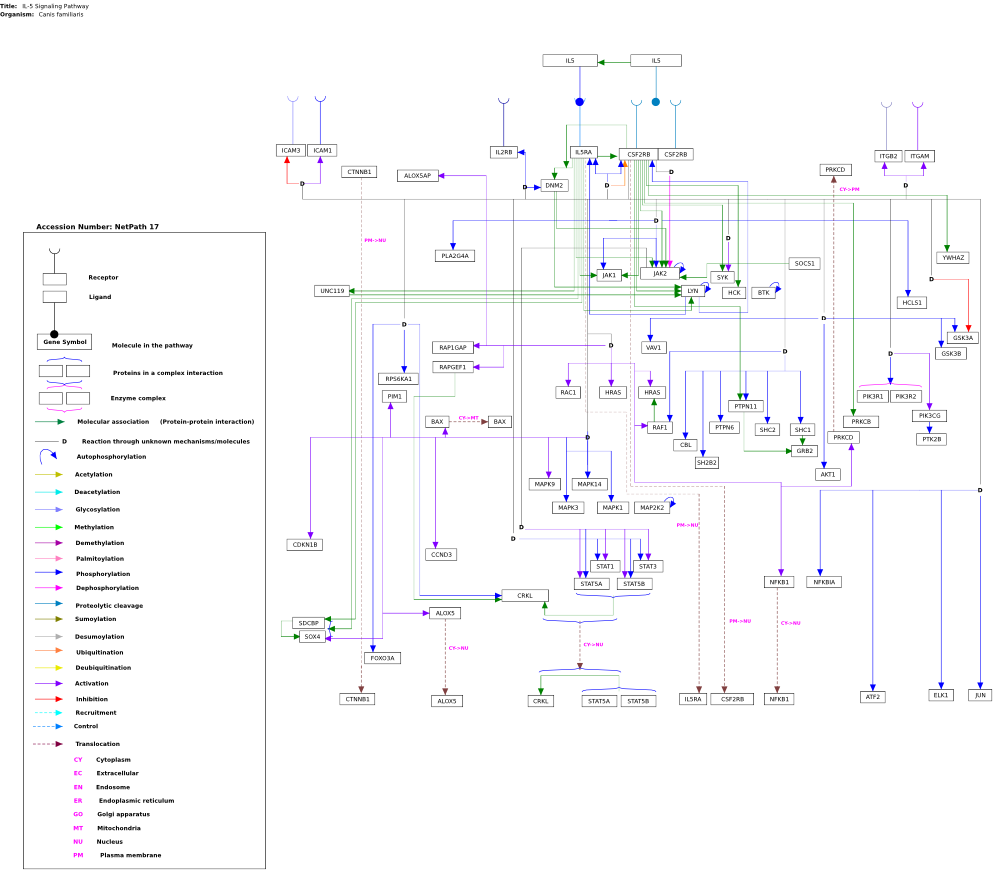 Title: IL-5 Signaling Pathway
Organism: Canis familiaris
IL5
IL5
ICAM3
ICAM1
IL2RB
IL5RA
CSF2RB
CSF2RB
ITGB2
ITGAM
CTNNB1
ALOX5AP
PRKCD
D
D
D
D
D
DNM2
CY->PM
D
PM->NU
D
PLA2G4A
YWHAZ
SOCS1
JAK1
JAK2
SYK
D
UNC119
LYN
HCK
BTK
HCLS1
D
D
GSK3A
GSK3B
RAP1GAP
D
VAV1
D
D
RAPGEF1
RPS6KA1
PIM1
RAC1
HRAS
HRAS
PIK3R1
PIK3R2
PTPN11
PIK3CG
BAX
CY->MT
BAX
RAF1
PTPN6
SHC2
SHC1
PRKCB
PRKCD
PTK2B
D
CBL
GRB2
SH2B2
AKT1
MAPK9
MAPK14
D
MAPK3
MAPK1
MAP2K2
PM->NU
D
D
CDKN1B
CCND3
STAT1
STAT3
STAT5A
STAT5B
NFKB1
NFKBIA
CRKL
SDCBP
ALOX5
PM->NU
CY->NU
SOX4
CY->NU
CY->NU
FOXO3A
CTNNB1
ALOX5
CRKL
STAT5A
STAT5B
IL5RA
CSF2RB
NFKB1
ATF2
ELK1
JUN
Accession Number: NetPath 17
Receptor
Ligand
Gene Symbol
Molecule in the pathway
Proteins in a complex interaction
Enzyme complex
Molecular association (Protein-protein interaction)
D Reaction through unknown mechanisms/molecules
Autophosphorylation
Acetylation
Deacetylation
Glycosylation
Methylation
Demethylation
Palmitoylation
Phosphorylation
Dephosphorylation
Proteolytic cleavage
Sumoylation
Desumoylation
Ubiquitination
Deubiquitination
Activation
Inhibition
Recruitment
Control
Translocation
CY Cytoplasm
EC Extracellular
EN Endosome
ER Endoplasmic reticulum
GO Golgi apparatus
MT Mitochondria
NU Nucleus
PM Plasma membrane